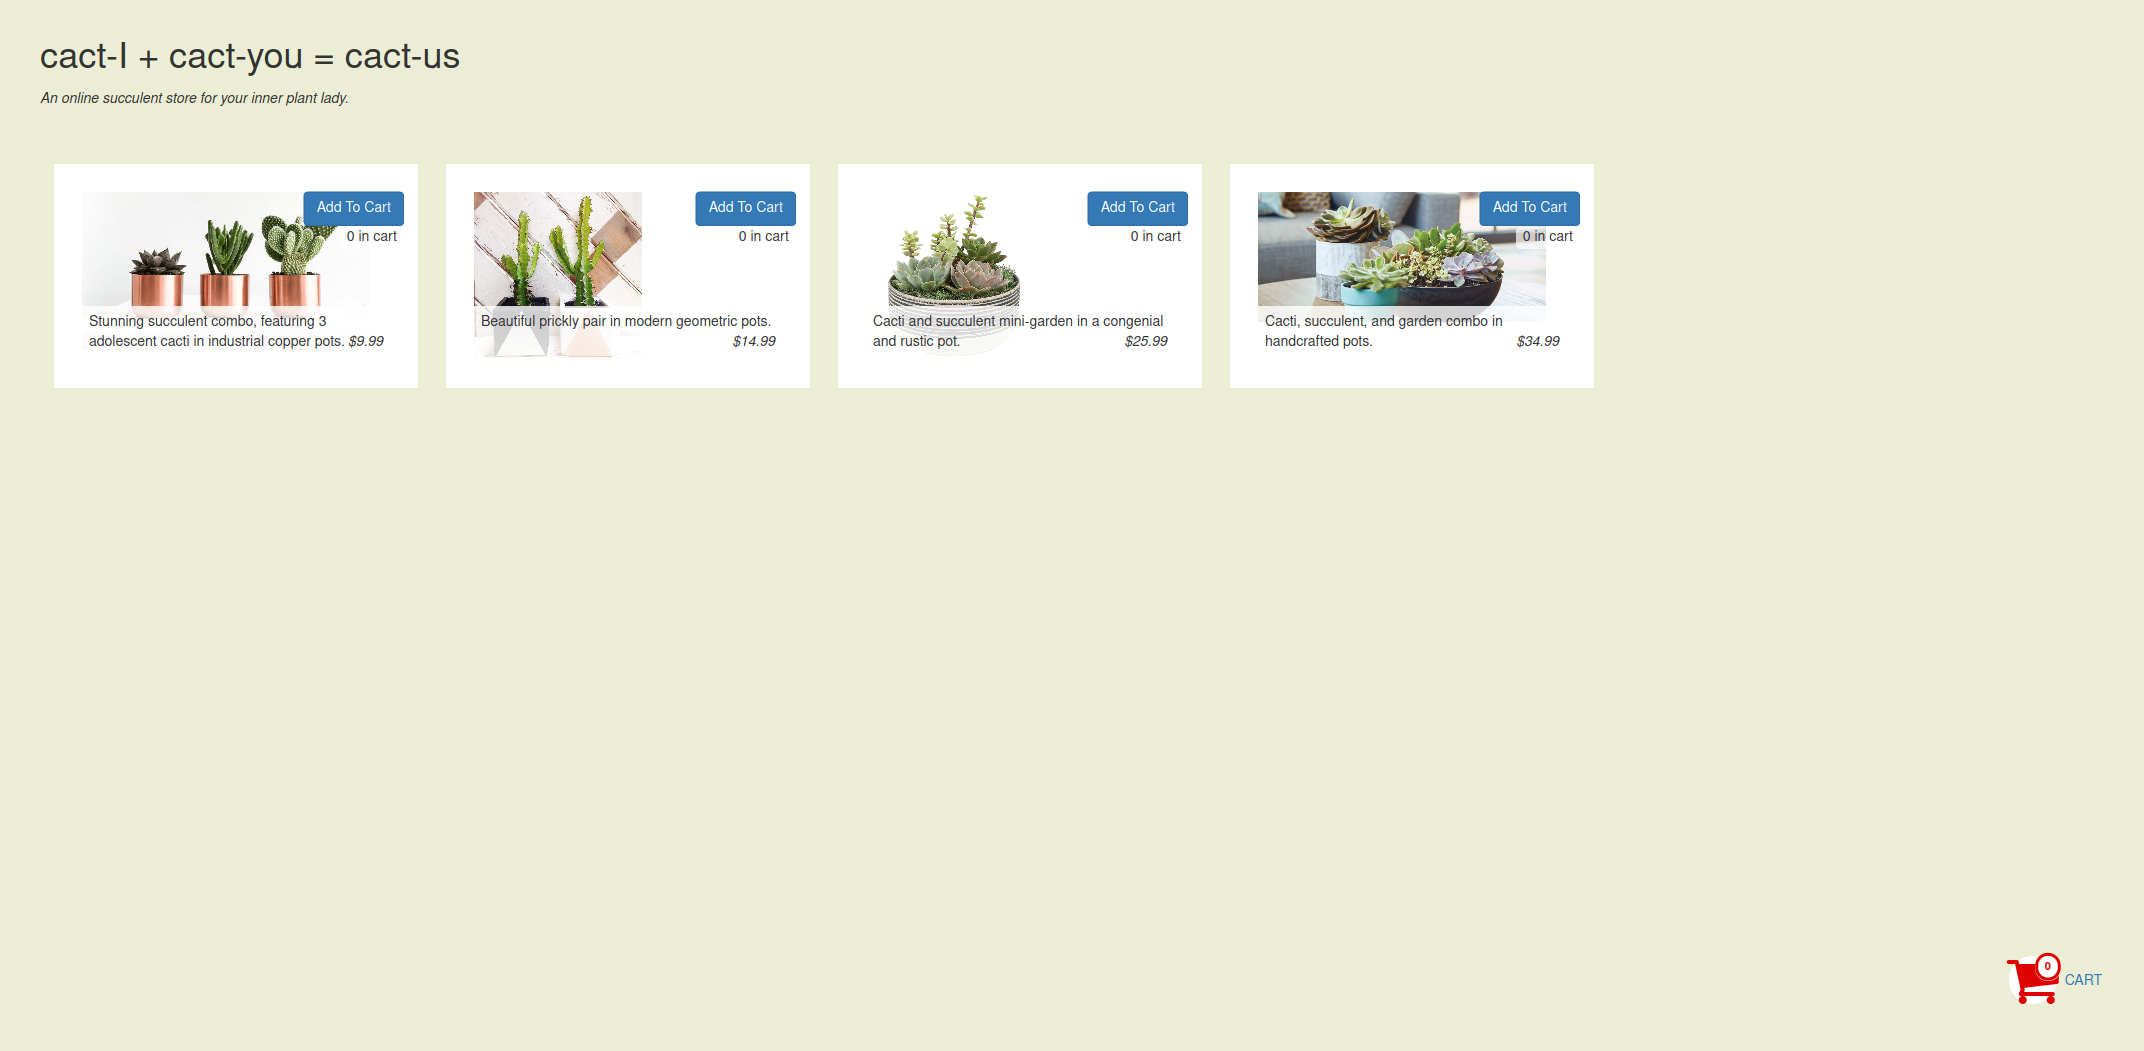 cact-I + cact-you = cact-us
An online succulent store for your inner plant lady.
Add To Cart
0 in cart
Stunning succulent combo, featuring 3
adolescent cacti in industrial copper pots. $9.99
Add To Cart
0 in cart
Beautiful prickly pair in modern geometric pots.
$14.99
Add To Cart
0 in cart
Cacti and succulent mini-garden in a congenial
and rustic pot. $25.99
Add To Cart
0 in cart
Cacti, succulent, and garden combo in
handcrafted pots. $34.99
0
CART